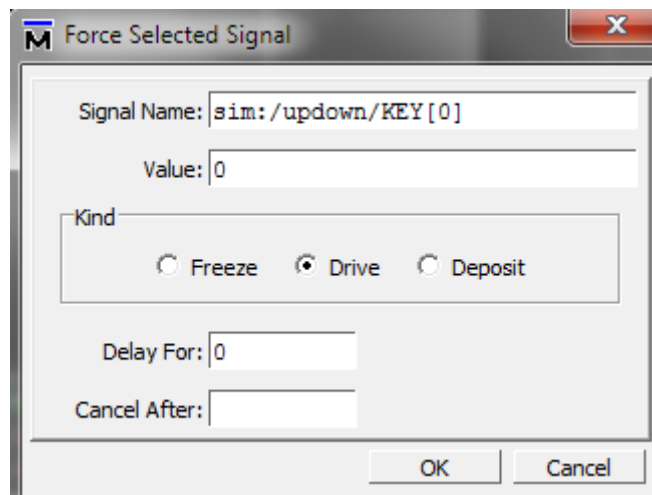 M Force Selected Signal
X
Signal Name: sim:/updown/KEY[0]
Value: 0
Kind
Freeze Drive Deposit
Delay For: 0
Cancel After:
OK Cancel